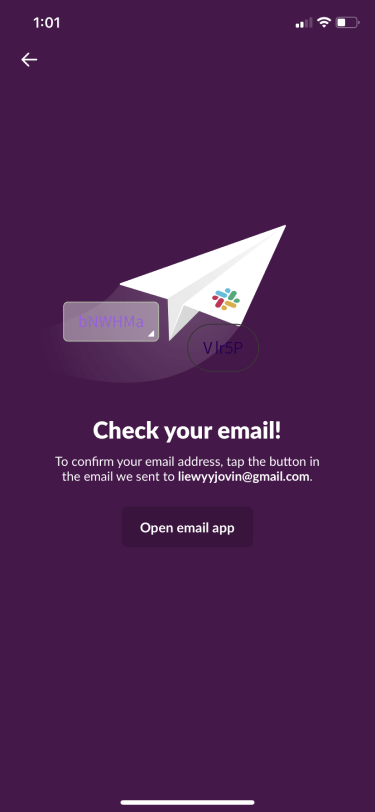 1:01
bNWHMa
Vlr5P
Check your email!
To confirm your email address, tap the button in
the email we sent to liewyyjovin@gmail.com.
Open email app